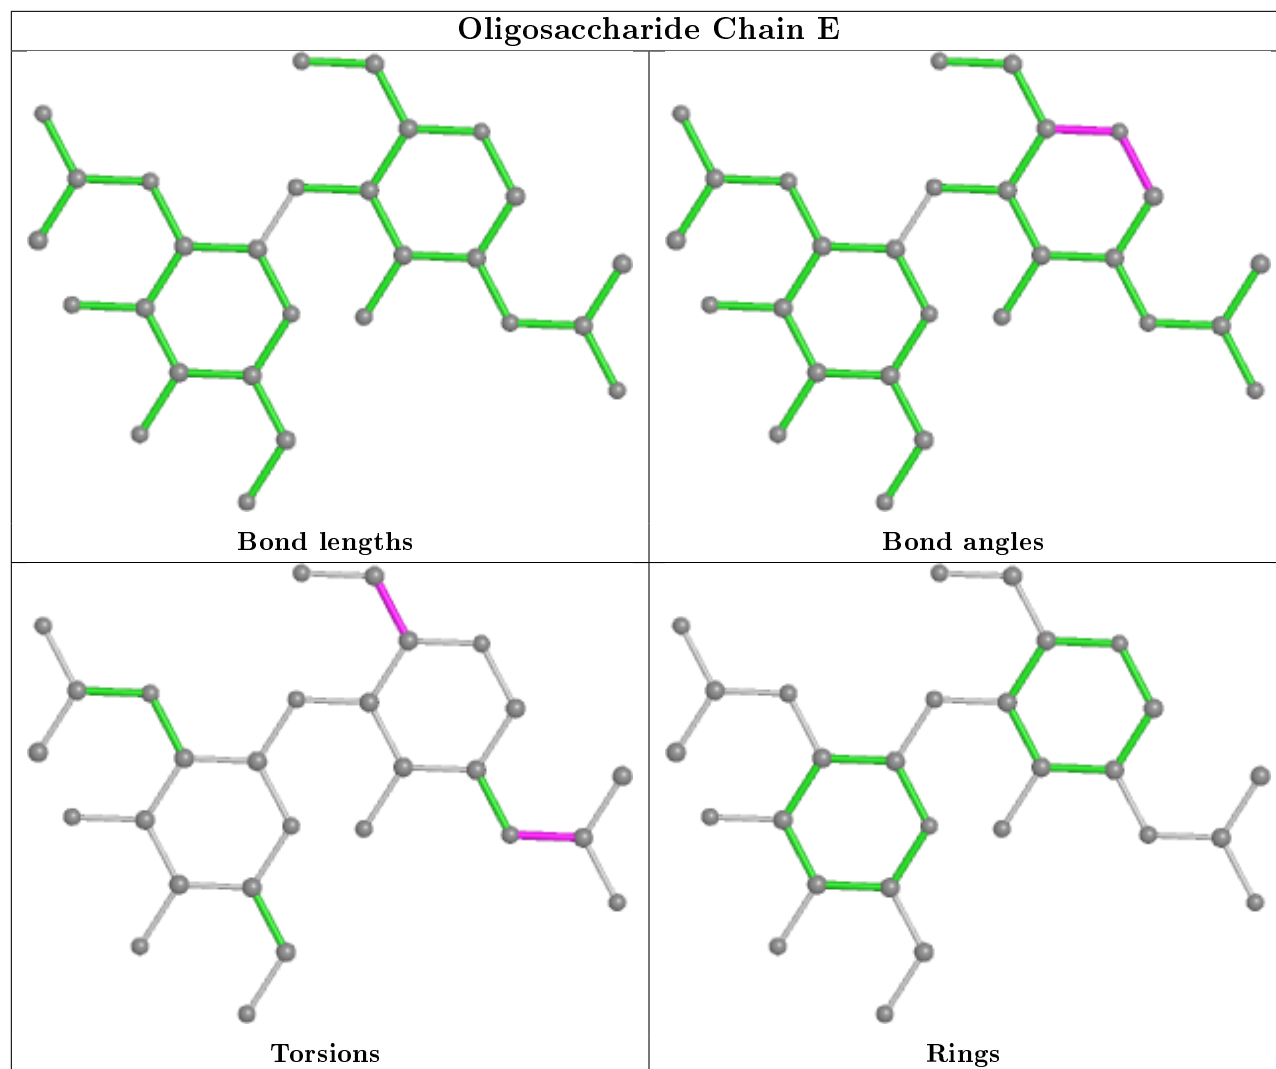 Oligosaccharide Chain E
Bond lengths
Bond angles
Torsions
Rings